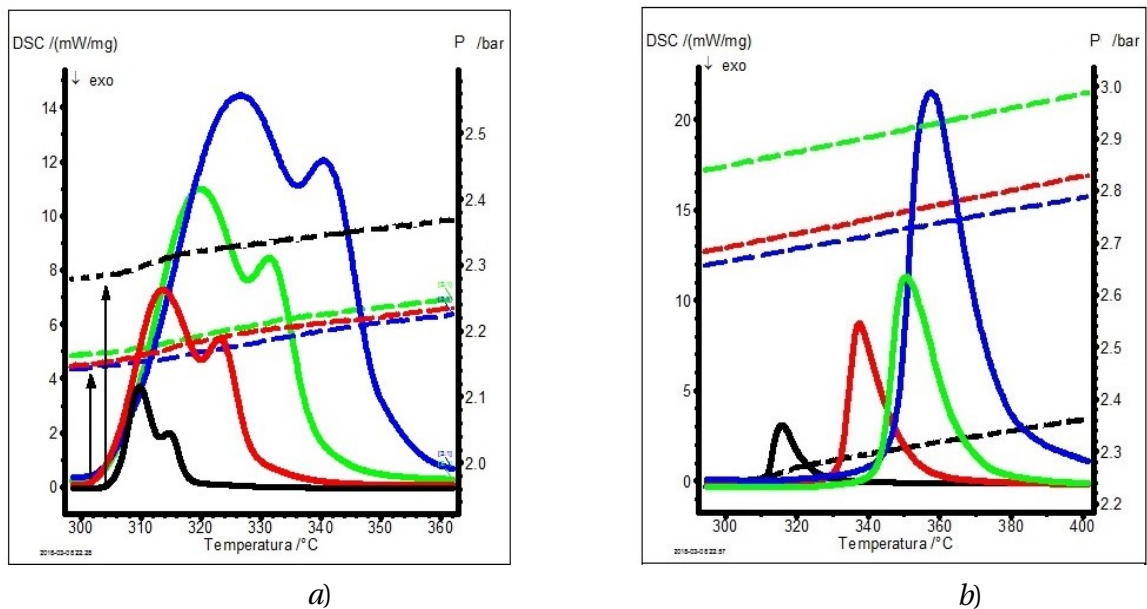 DSC /(mW/mg)
P /bar
↓ exo
14
12
10
8
6
4
2
0
2.5
2.4
2.3
2.2
2.1
2.0
300 310 320 330 340 350 360
Temperatura /°C
a)
DSC /(mW/mg)
P /bar
↓ exo
20
15
10
5
0
3.0
2.9
2.8
2.7
2.6
2.5
2.4
2.3
2.2
300 320 340 360 380 400
Temperatura /°C
b)